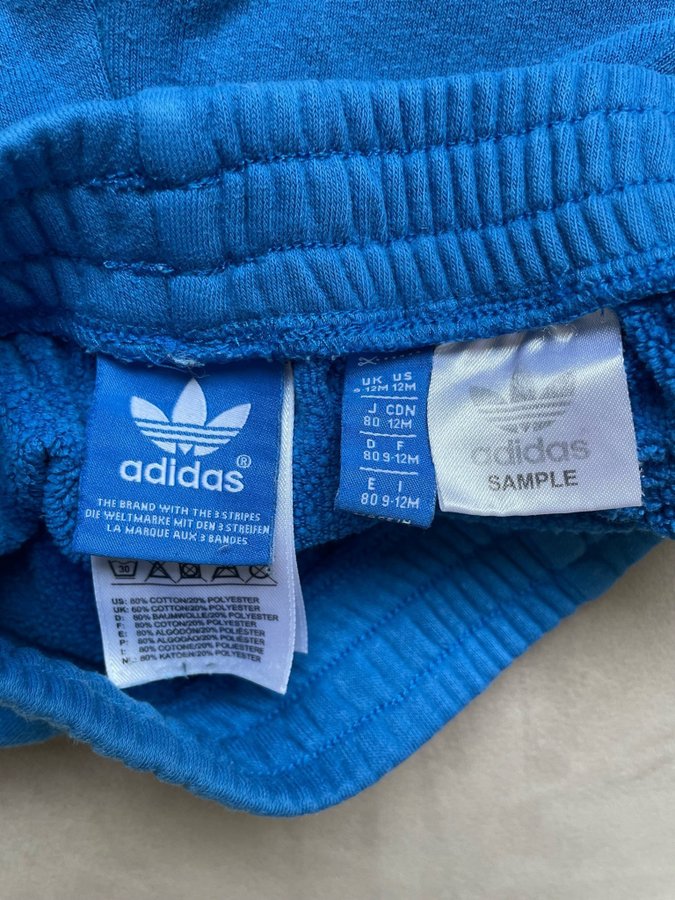 adidas®
THE BRAND WITH THE 3 STRIPES
DIE WELTMARKE MIT DEN 3 STREIFEN
LA MARQUE AUX 3 BANDES
30
US: 80% COTTON/20% POLYESTER
UK: 80% COTTON/20% POLYESTER
D: 80% BAUMWOLLE/20% POLYESTER
F: 80% COTON/20% POLYESTER
E: 80% ALGODÓN/20% POLIÉSTER
P: 80% ALGODÃO/20% POLIÉSTER
I: 80% COTONE/20% POLIESTERE
80% KATOEN/20% POLYESTER
UK US
12M 12M
J CDN
80 12M
D F
80 9-12M
E I
80 9-12M
adidas
SAMPLE